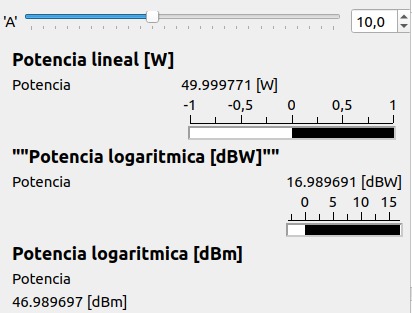 'A' 10,0
Potencia lineal [W]
Potencia 49.999771 [W]
-1 -0,5 0 0,5 1
""Potencia logaritmica [dBW]""
Potencia 16.989691 [dBW]
0 5 10 15
Potencia logaritmica [dBm]
Potencia
46.989697 [dBm]